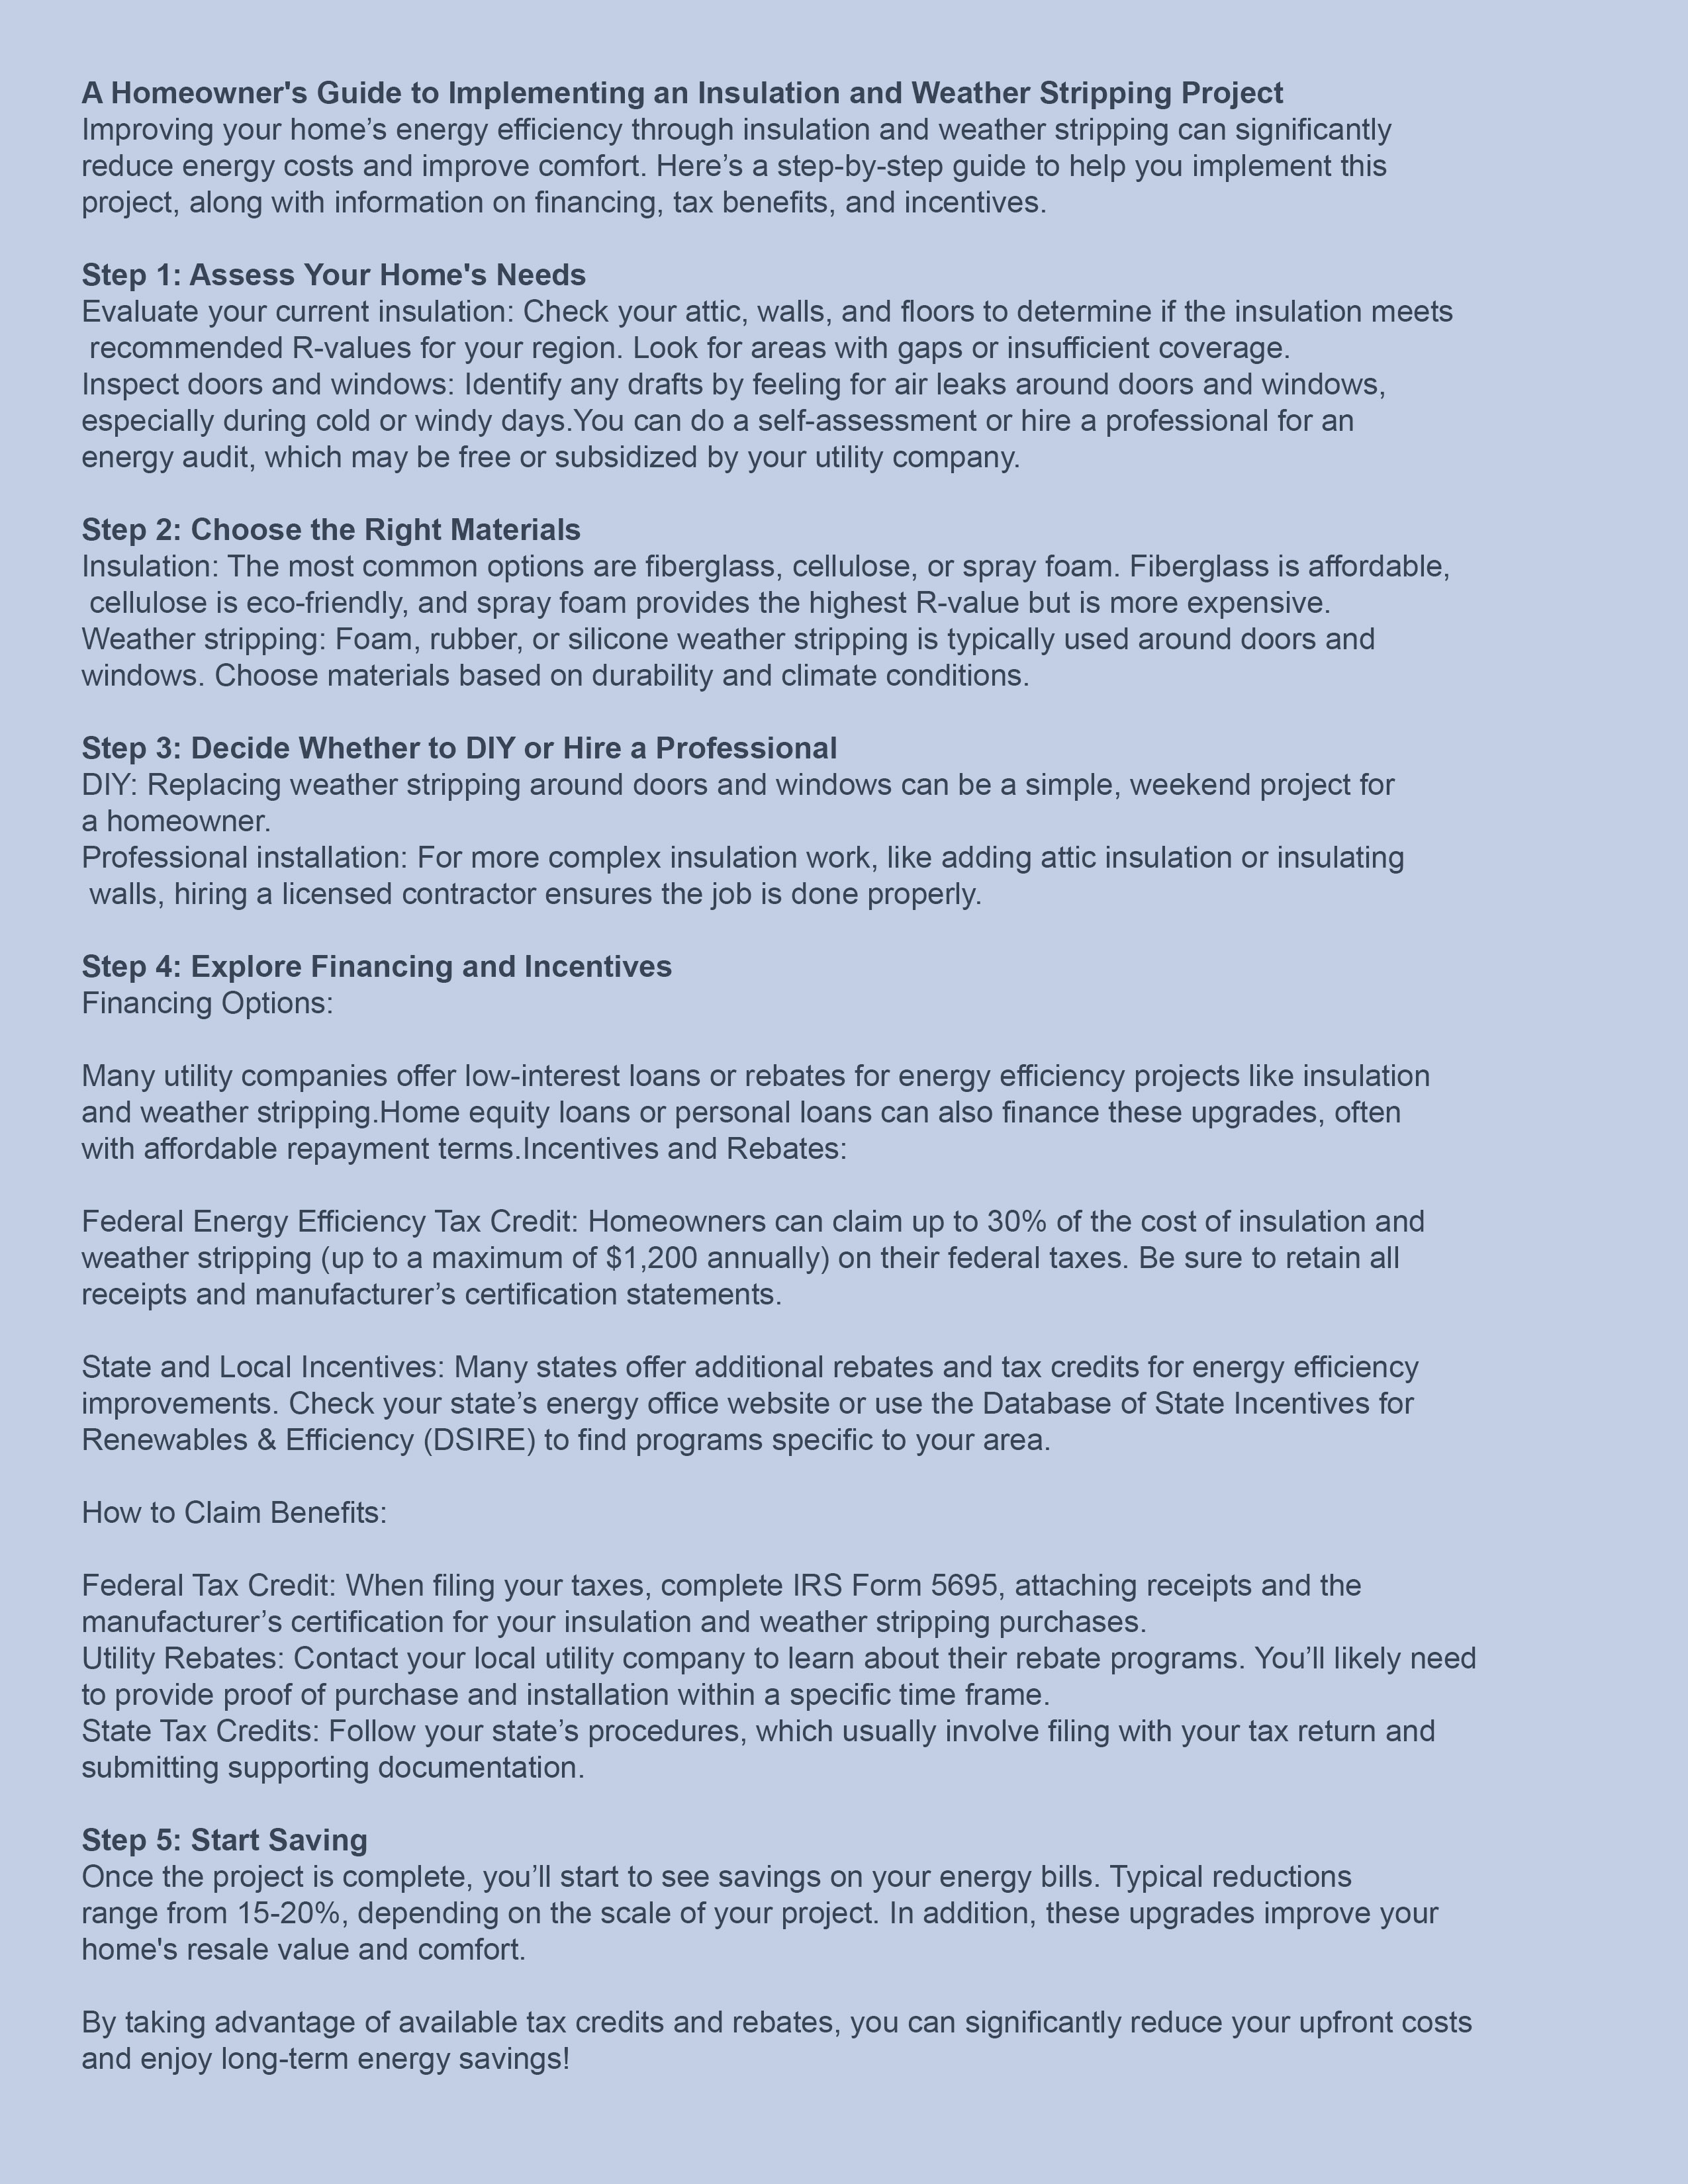 A Homeowner's Guide to Implementing an Insulation and Weather Stripping Project
Improving your home’s energy efficiency through insulation and weather stripping can significantly
reduce energy costs and improve comfort. Here’s a step-by-step guide to help you implement this
project, along with information on financing, tax benefits, and incentives.

Step 1: Assess Your Home's Needs
Evaluate your current insulation: Check your attic, walls, and floors to determine if the insulation meets
recommended R-values for your region. Look for areas with gaps or insufficient coverage.
Inspect doors and windows: Identify any drafts by feeling for air leaks around doors and windows,
especially during cold or windy days.You can do a self-assessment or hire a professional for an
energy audit, which may be free or subsidized by your utility company.

Step 2: Choose the Right Materials
Insulation: The most common options are fiberglass, cellulose, or spray foam. Fiberglass is affordable,
cellulose is eco-friendly, and spray foam provides the highest R-value but is more expensive.
Weather stripping: Foam, rubber, or silicone weather stripping is typically used around doors and
windows. Choose materials based on durability and climate conditions.

Step 3: Decide Whether to DIY or Hire a Professional
DIY: Replacing weather stripping around doors and windows can be a simple, weekend project for
a homeowner.
Professional installation: For more complex insulation work, like adding attic insulation or insulating
walls, hiring a licensed contractor ensures the job is done properly.

Step 4: Explore Financing and Incentives
Financing Options:

Many utility companies offer low-interest loans or rebates for energy efficiency projects like insulation
and weather stripping.Home equity loans or personal loans can also finance these upgrades, often
with affordable repayment terms.Incentives and Rebates:

Federal Energy Efficiency Tax Credit: Homeowners can claim up to 30% of the cost of insulation and
weather stripping (up to a maximum of $1,200 annually) on their federal taxes. Be sure to retain all
receipts and manufacturer’s certification statements.

State and Local Incentives: Many states offer additional rebates and tax credits for energy efficiency
improvements. Check your state’s energy office website or use the Database of State Incentives for
Renewables & Efficiency (DSIRE) to find programs specific to your area.

How to Claim Benefits:

Federal Tax Credit: When filing your taxes, complete IRS Form 5695, attaching receipts and the
manufacturer’s certification for your insulation and weather stripping purchases.
Utility Rebates: Contact your local utility company to learn about their rebate programs. You’ll likely need
to provide proof of purchase and installation within a specific time frame.
State Tax Credits: Follow your state’s procedures, which usually involve filing with your tax return and
submitting supporting documentation.

Step 5: Start Saving
Once the project is complete, you’ll start to see savings on your energy bills. Typical reductions
range from 15-20%, depending on the scale of your project. In addition, these upgrades improve your
home's resale value and comfort.

By taking advantage of available tax credits and rebates, you can significantly reduce your upfront costs
and enjoy long-term energy savings!